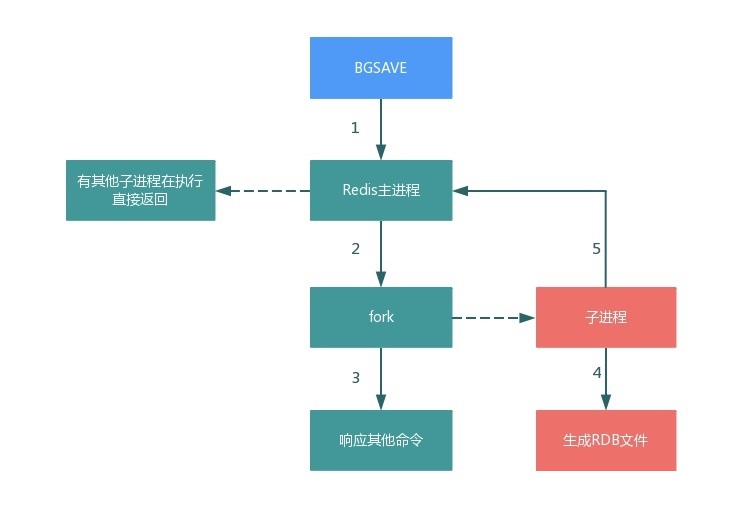 BGSAVE
1
有其他子进程在执行
直接返回
Redis主进程
2
5
fork
子进程
3
4
响应其他命令
生成RDB文件